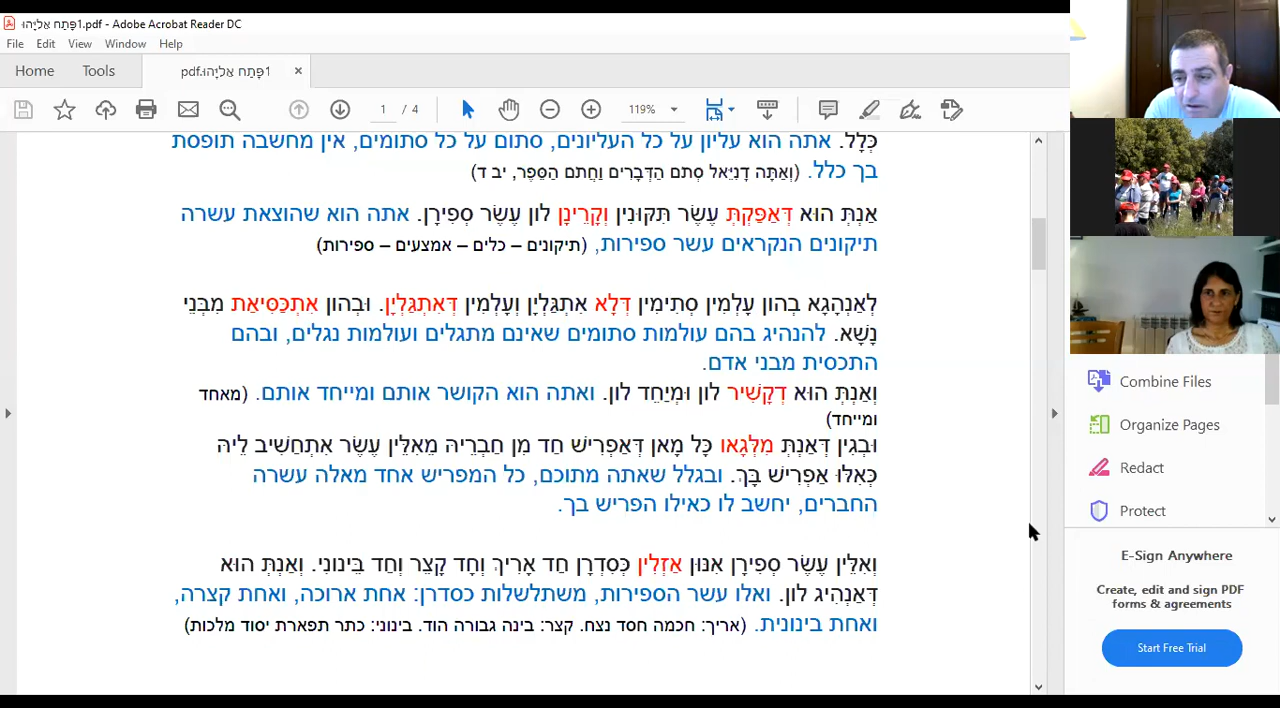 פָּתַח אֵלִיָּהוּ1.pdf - Adobe Acrobat Reader DC
File Edit View Window Help
Home Tools פָּתַח אֵלִיָּהוּ1.pdf ×
1 / 4 119%
כְּלָל. אתה הוא עליון על כל העליונים, סתום על כל סתומים, אין מחשבה תופסת
בך כלל. (וְאַתָּה דָנִיֵּאל סְתֹם הַדְּבָרִים וַחֲתֹם הַסֵּפֶר, יב ד)
אַנְתְּ הוּא דְּאַפַּקְתְּ עֶשֶׂר תִּקּוּנִין וְקָרֵינָן לוֹן עֶשֶׂר סְפִירָן. אתה הוא שהוצאת עשרה
תיקונים הנקראים עשר ספירות, (תיקונים – כלים – אמצעים – ספירות)
לְאַנְהָגָא בְהוֹן עָלְמִין סְתִימִין דְּלָא אִתְגַּלְיָן וְעָלְמִין דְּאִתְגַּלְיָן. וּבְהוֹן אִתְכַּסִּיאַת מִבְּנֵי
נָשָׁא. להנהיג בהם עולמות סתומים שאינם מתגלים ועולמות נגלים, ובהם
התכסית מבני אדם.
וְאַנְתְּ הוּא דְקָשִׁיר לוֹן וּמְיַחֵד לוֹן. ואתה הוא הקושר אותם ומייחד אותם. (מאחד
ומייחד)
וּבְגִין דְּאַנְתְּ מִלְּגָאו כָּל מָאן דְּאַפְרִישׁ חַד מִן חַבְרֵיהּ מֵאִלֵּין עֶשֶׂר אִתְחַשִׁיב לֵיהּ
כְּאִלּוּ אַפְרִישׁ בָּךְ. ובגלל שאתה מתוכם, כל המפריש אחד מאלה עשרה
החברים, יחשב לו כאילו הפריש בך.
וְאִלֵּין עֶשֶׂר סְפִירָן אִנּוּן אַזְלִין כְּסִדְרָן חַד אָרִיךְ וְחָד קָצֵר וְחַד בֵּינוֹנִי. וְאַנְתְּ הוּא
דְּאַנְהִיג לוֹן. ואלו עשר הספירות, משתלשלות כסדרן: אחת ארוכה, ואחת קצרה,
ואחת בינונית. (אריך: חכמה חסד נצח. קצר: בינה גבורה הוד. בינוני: כתר תפארת יסוד מלכות)
Combine Files
Organize Pages
Redact
Protect
E-Sign Anywhere
Create, edit and sign PDF
forms & agreements
Start Free Trial